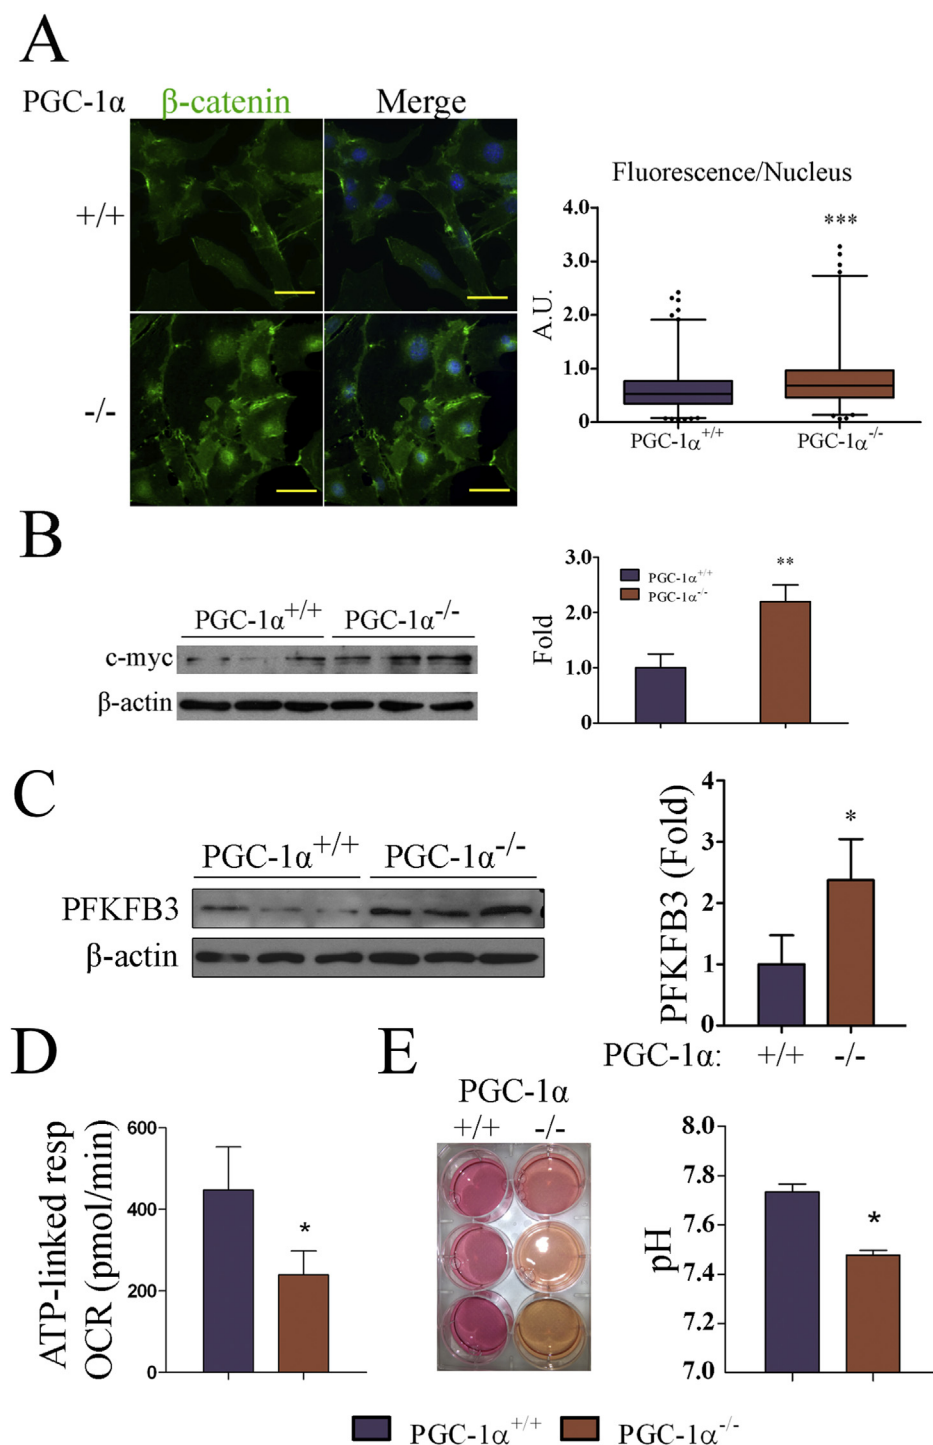 A
PGC-1α β-catenin Merge
+/+
-/-
Fluorescence/Nucleus
A.U.
4.0
3.0
2.0
1.0
0
***
PGC-1α+/+ PGC-1α-/-
B
PGC-1α+/+ PGC-1α-/-
c-myc
β-actin
Fold
3.0
2.0
1.0
0
PGC-1α+/+
PGC-1α-/-
**
C
PGC-1α+/+ PGC-1α-/-
PFKFB3
β-actin
PFKFB3 (Fold)
4
3
2
1
0
*
PGC-1α: +/+ -/-
D
ATP-linked resp
OCR (pmol/min)
600
400
200
0
*
E
PGC-1α
+/+ -/-
pH
8.0
7.8
7.6
7.4
7.2
7.0
*
PGC-1α+/+ PGC-1α-/-